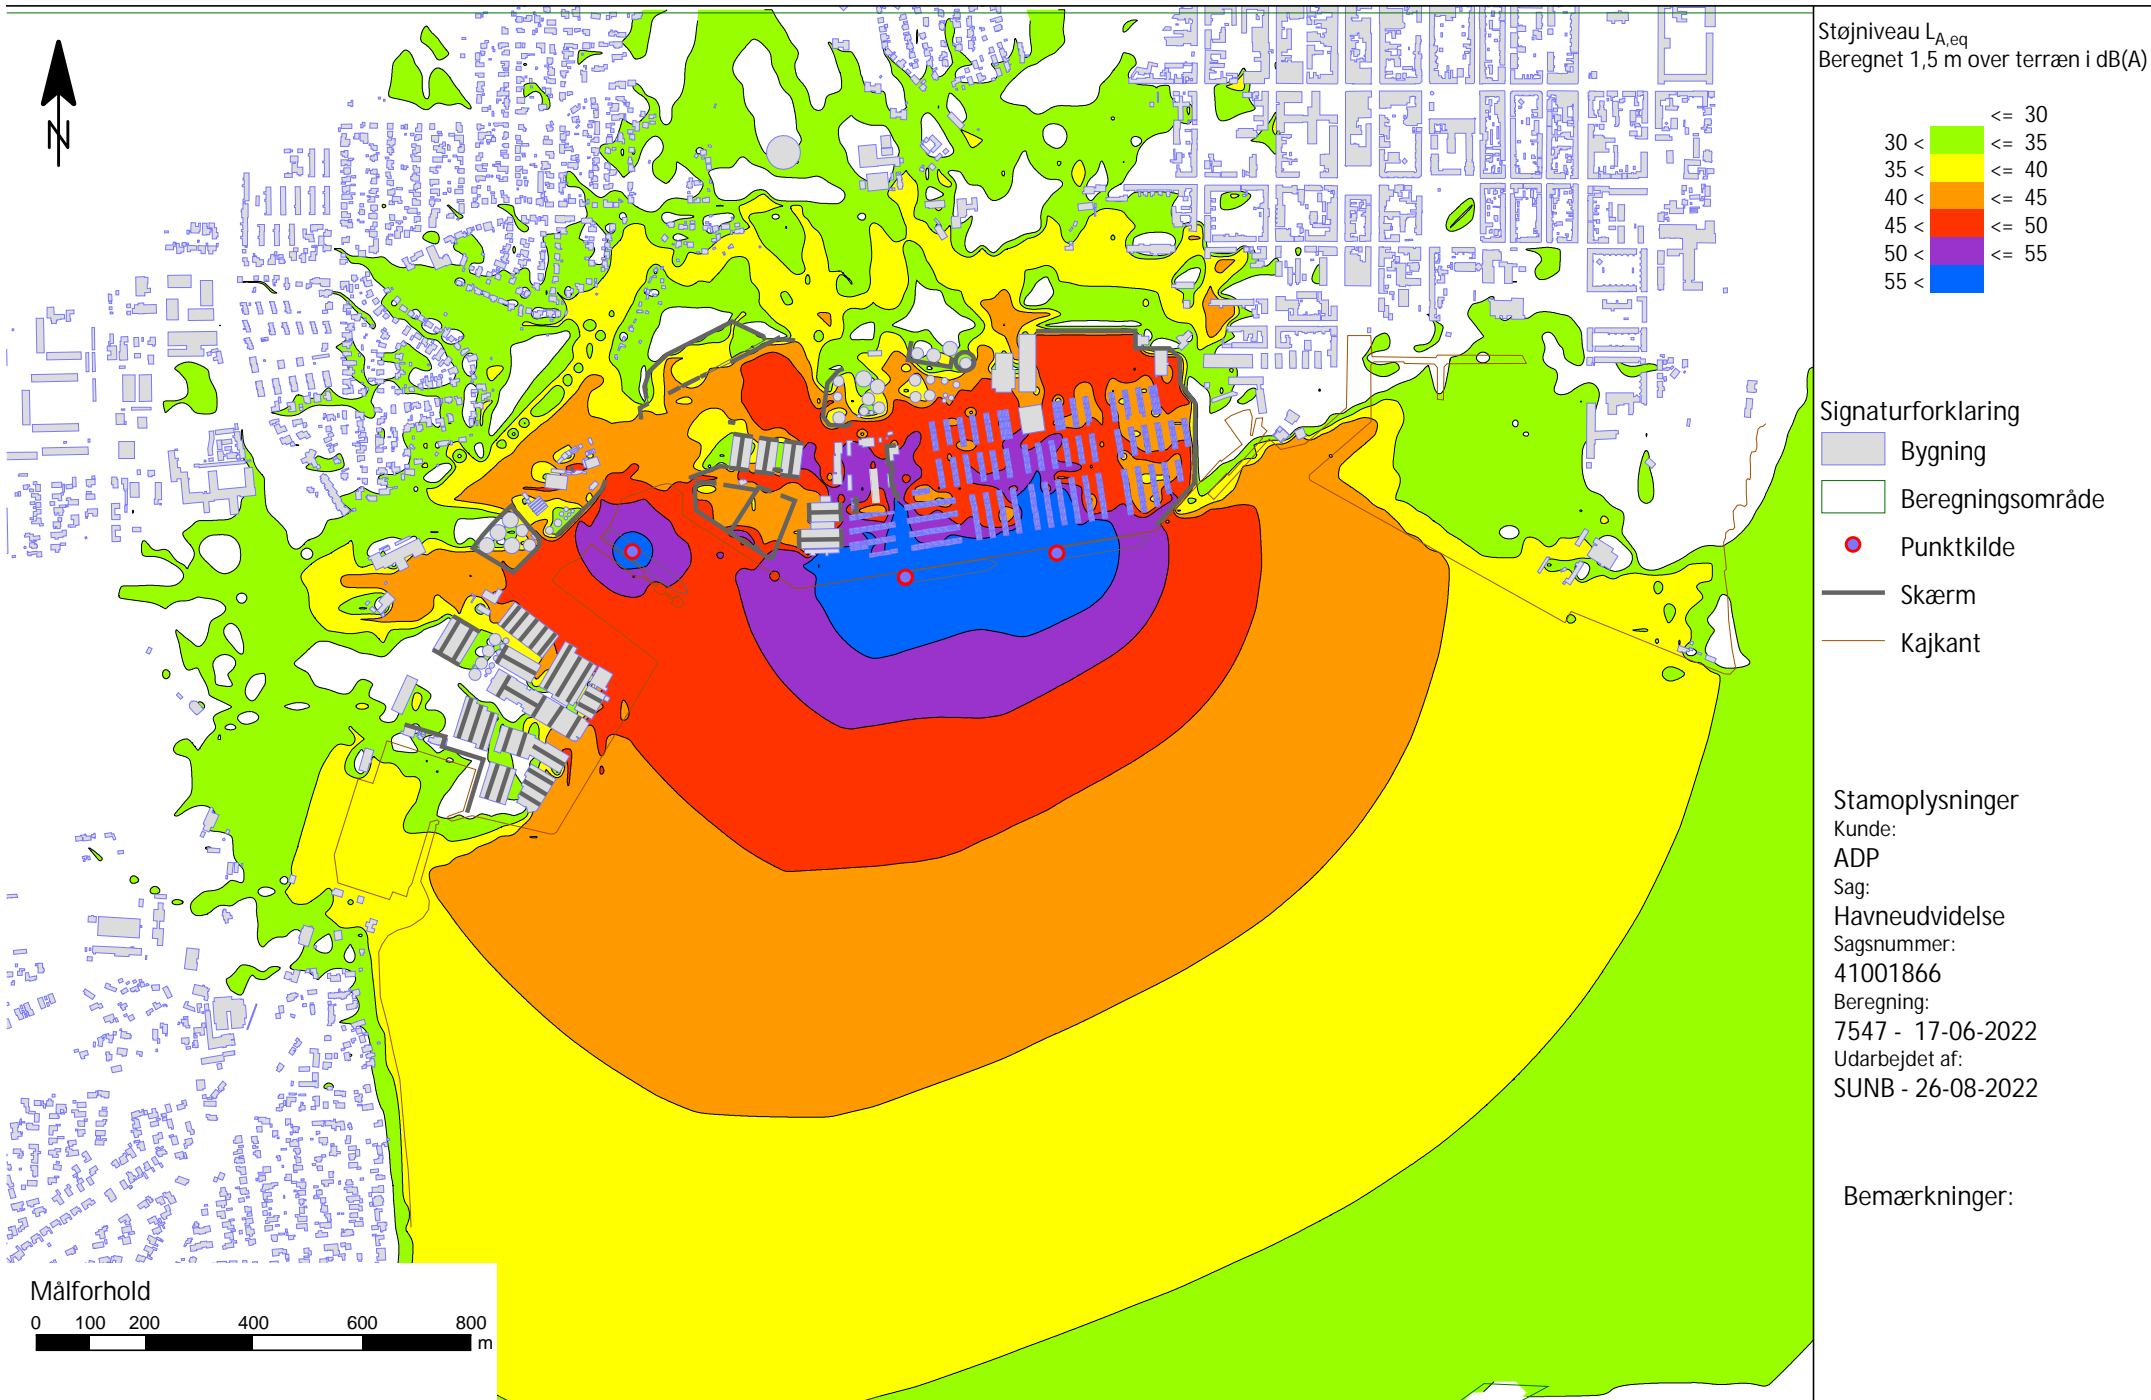 N
Støjniveau LA,eq
Beregnet 1,5 m over terræn i dB(A)
<= 30
30 < <= 35
35 < <= 40
40 < <= 45
45 < <= 50
50 < <= 55
55 <
Signaturforklaring
Bygning
Beregningsområde
Punktkilde
Skærm
Kajkant
Stamoplysninger
Kunde:
ADP
Sag:
Havneudvidelse
Sagsnummer:
41001866
Beregning:
7547 - 17-06-2022
Udarbejdet af:
SUNB - 26-08-2022
Bemærkninger:
Målforhold
0 100 200 400 600 800
m